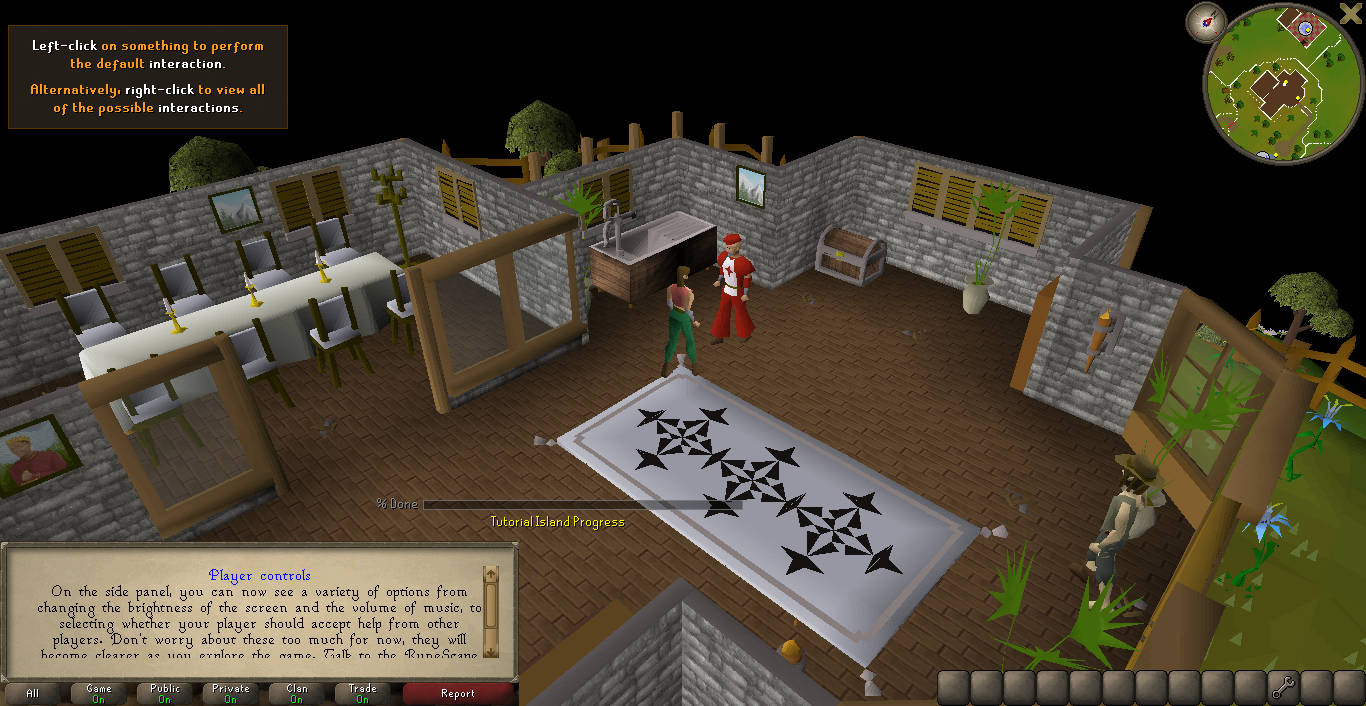 Left-click on something to perform
the default interaction.
Alternatively, right-click to view all
of the possible interactions.
% Done
Tutorial Island Progress
Player controls
On the side panel, you can now see a variety of options from
changing the brightness of the screen and the volume of music, to
selecting whether your player should accept help from other
players. Don't worry about these too much for now, they will
become clearer as you explore the game. Talk to the RuneScape
All
Game
On
Public
On
Private
On
Clan
On
Trade
On
Report